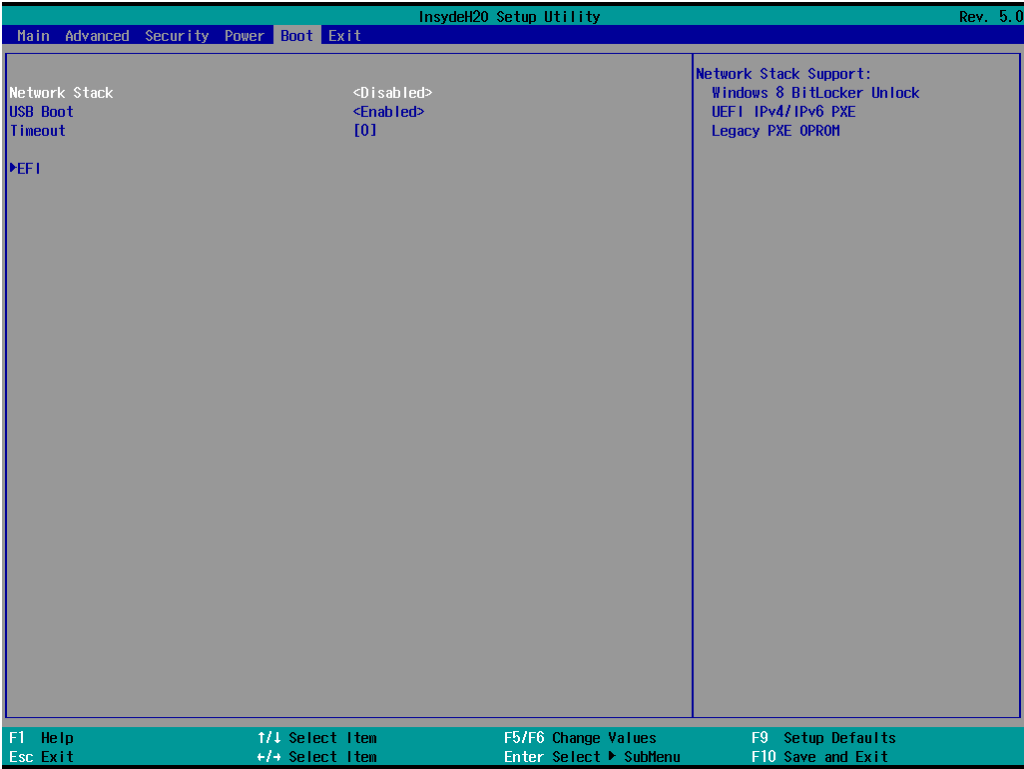 InsydeH20 Setup Utility Rev. 5.0
Main Advanced Security Power Boot Exit
Network Stack <Disabled>
USB Boot <Enabled>
Timeout [0]
▶EFI
Network Stack Support:
Windows 8 BitLocker Unlock
UEFI IPv4/IPv6 PXE
Legacy PXE OPROM
F1 Help ↑/↓ Select Item F5/F6 Change Values F9 Setup Defaults
Esc Exit ←/→ Select Item Enter Select ▶ SubMenu F10 Save and Exit